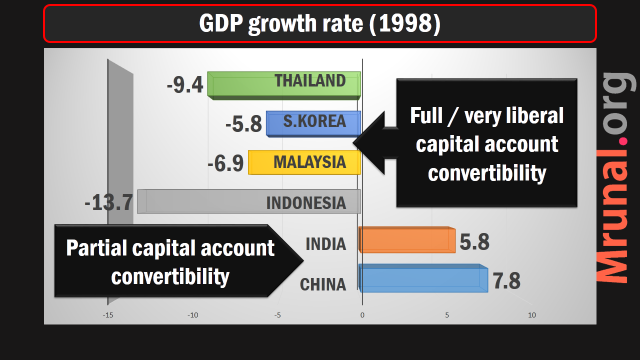 GDP growth rate (1998)
-9.4 THAILAND
-5.8 S.KOREA
-6.9 MALAYSIA
-13.7 INDONESIA
INDIA 5.8
CHINA 7.8
Full / very liberal
capital account
convertibility
Partial capital account
convertibility
-15 -10 -5 0 5 10
Mrunal.org